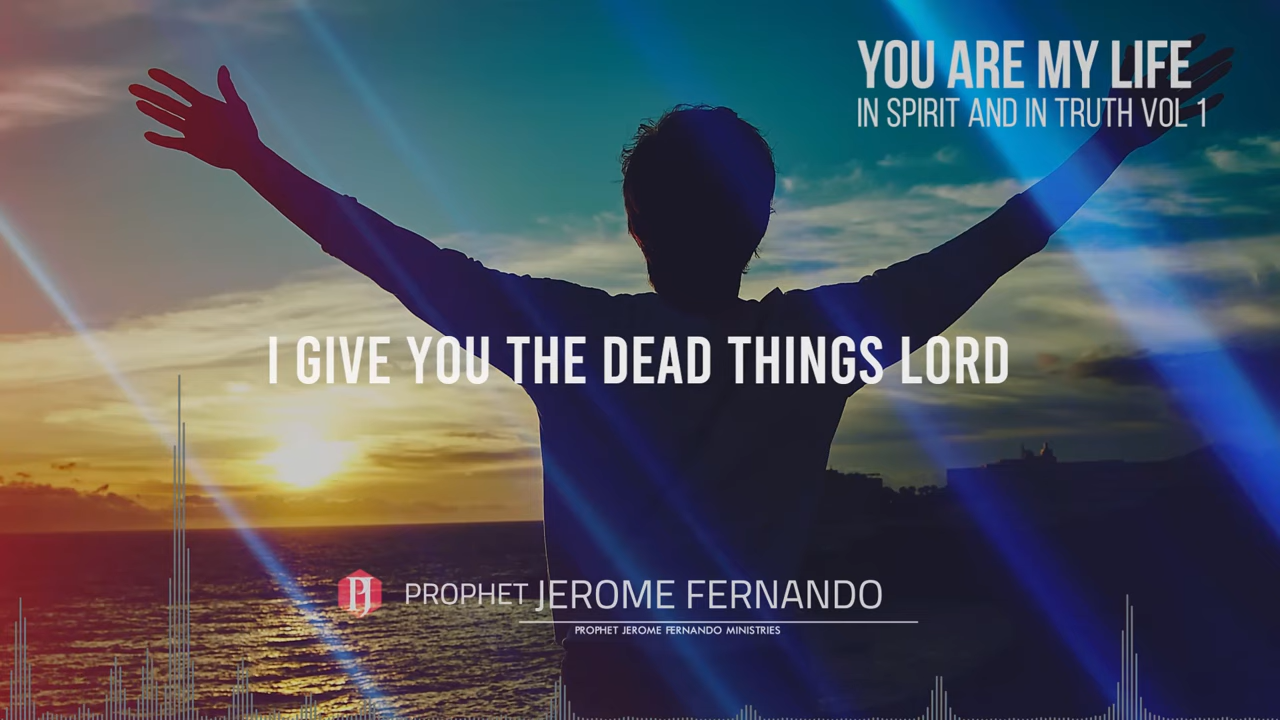 YOU ARE MY LIFE
IN SPIRIT AND IN TRUTH VOL 1
I GIVE YOU THE DEAD THINGS LORD
PJ PROPHET JEROME FERNANDO
PROPHET JEROME FERNANDO MINISTRIES